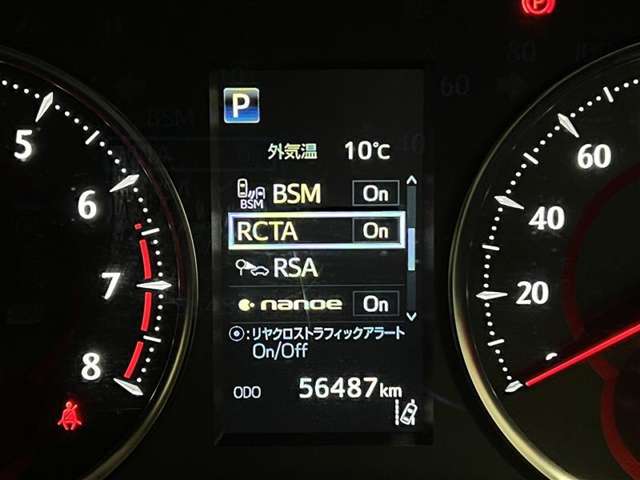 P
外気温 10℃
BSM BSM On
RCTA On
RSA
nanoe On
:リヤクロストラフィックアラート
On/Off
ODO 56487km
5
6
7
8
60
40
20